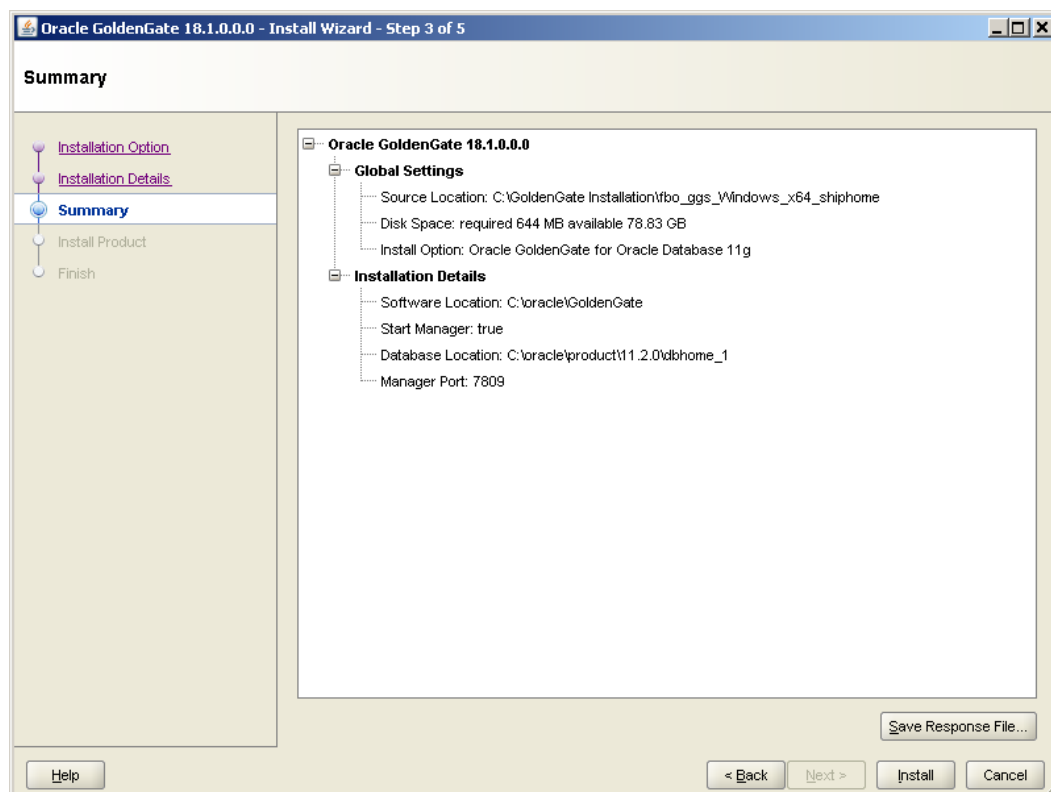 Oracle GoldenGate 18.1.0.0.0 - Install Wizard - Step 3 of 5
Summary
Installation Option
Installation Details
Summary
Install Product
Finish
Oracle GoldenGate 18.1.0.0.0
Global Settings
Source Location: C:\GoldenGate Installation\fbo_ggs_Windows_x64_shiphome
Disk Space: required 644 MB available 78.83 GB
Install Option: Oracle GoldenGate for Oracle Database 11g
Installation Details
Software Location: C:\oracle\GoldenGate
Start Manager: true
Database Location: C:\oracle\product\11.2.0\dbhome_1
Manager Port: 7809
Save Response File...
Help
< Back
Next >
Install
Cancel